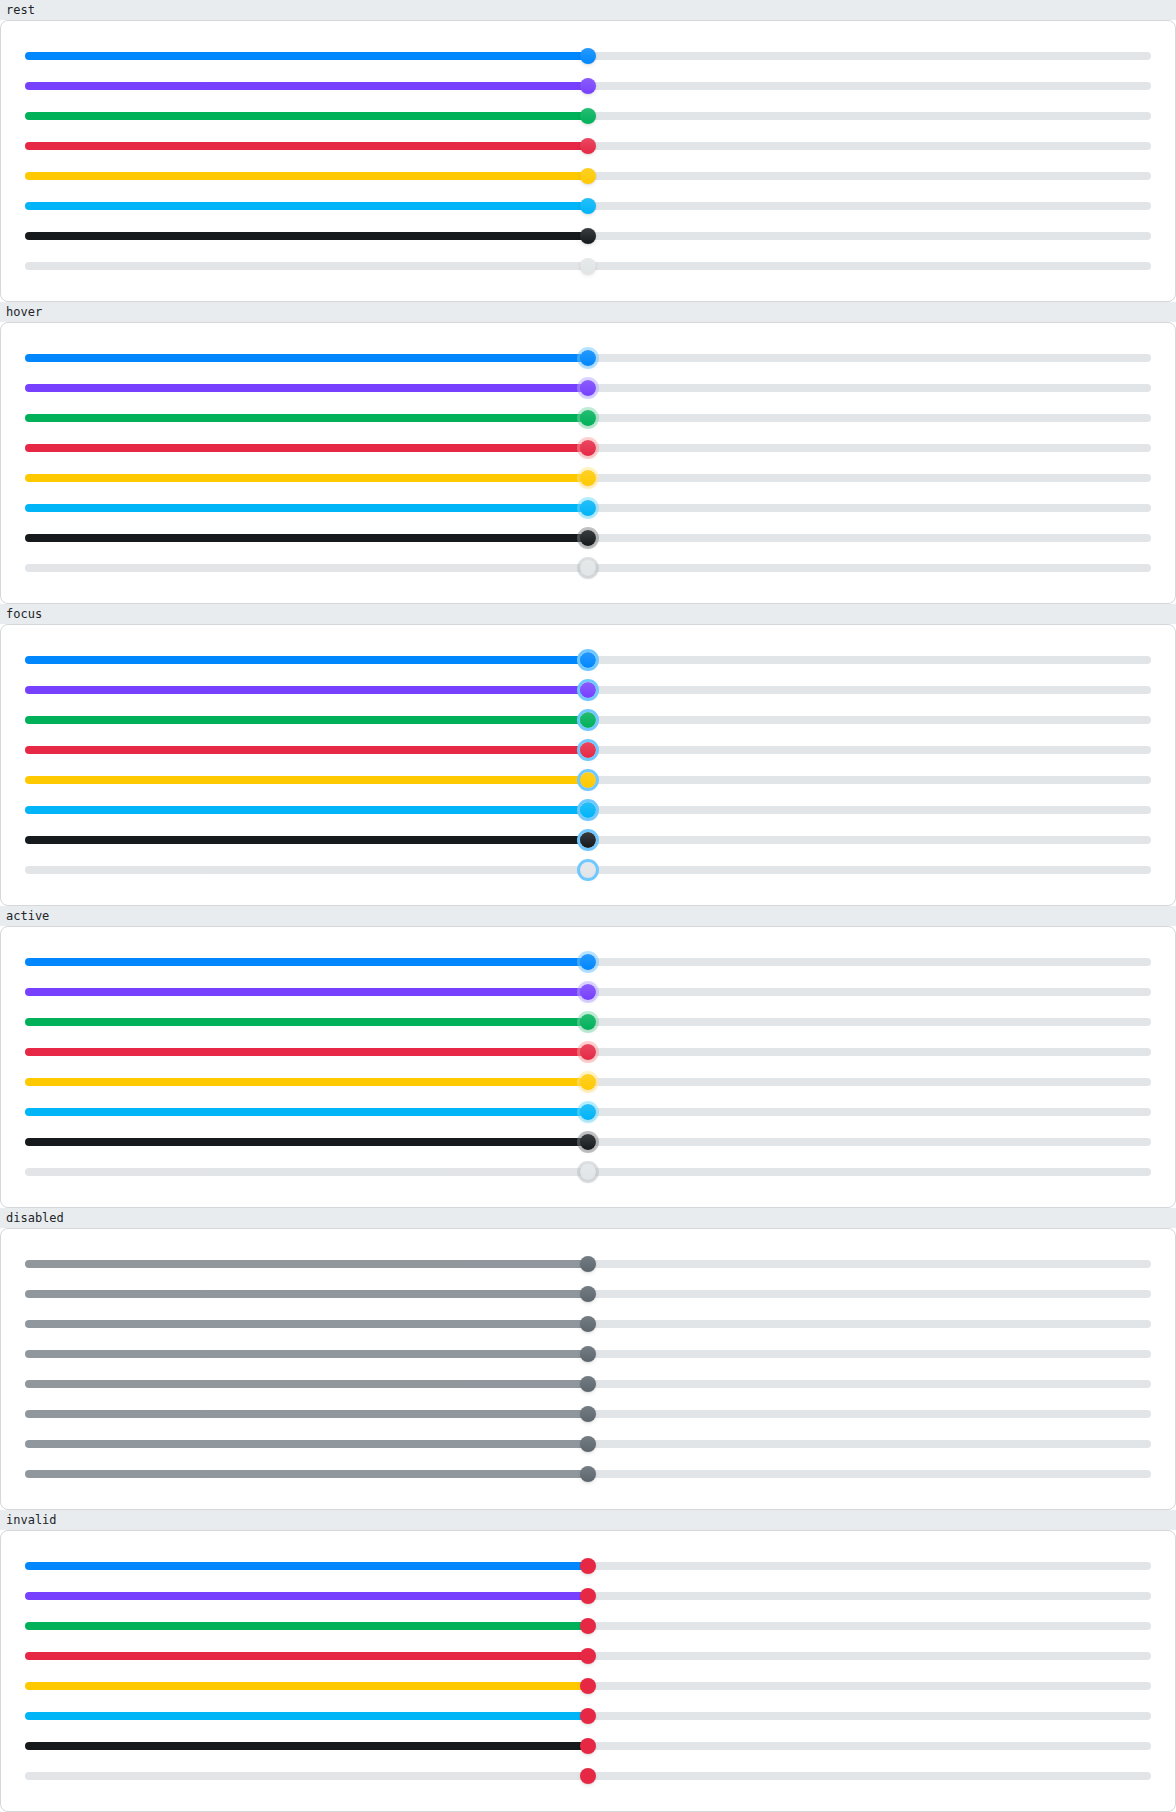 rest
hover
focus
active
disabled
invalid